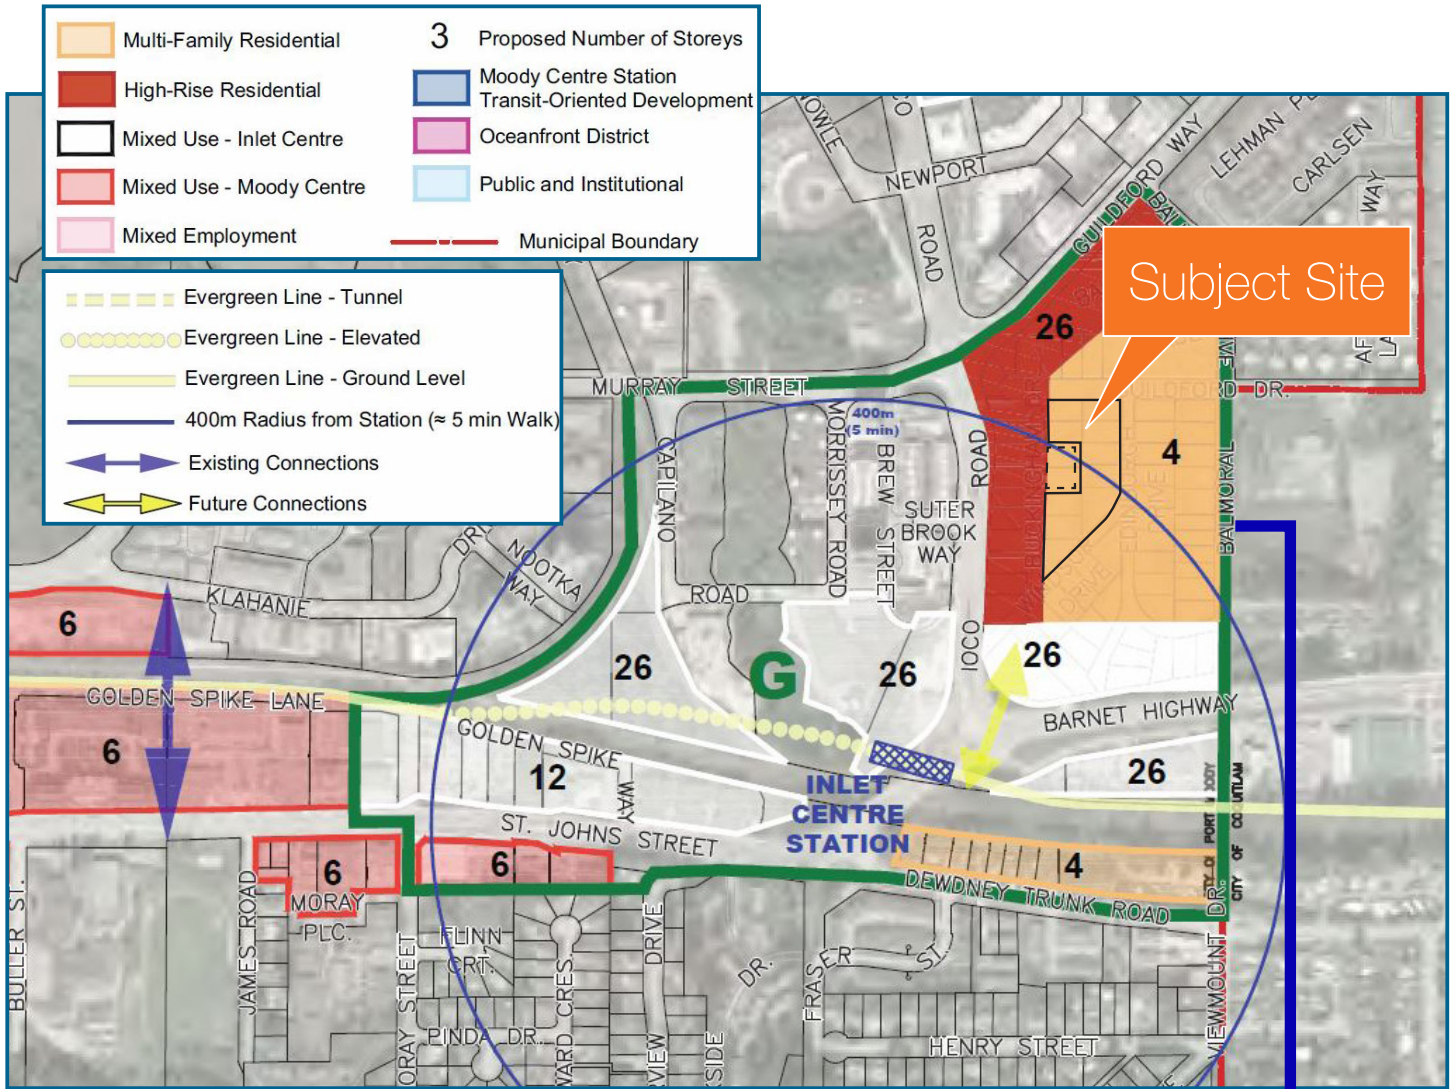 Multi-Family Residential
High-Rise Residential
Mixed Use - Inlet Centre
Mixed Use - Moody Centre
Mixed Employment
3 Proposed Number of Storeys
Moody Centre Station
Transit-Oriented Development
Oceanfront District
Public and Institutional
Municipal Boundary
Evergreen Line - Tunnel
Evergreen Line - Elevated
Evergreen Line - Ground Level
400m Radius from Station (≈ 5 min Walk)
Existing Connections
Future Connections
NEWPORT
ROAD
GUILDFORD WAY
LEHMAN
CARLSEN
WAY
Subject Site
26
MURRAY STREET
GUILDFORD DR.
400m
(5 min)
CAPILANO
MORRISSEY ROAD
BREW STREET
ROAD
4
BALMORAL
SUTER
BROOK
WAY
NOOTKA
WAY
KLAHANIE
ROAD
IOCO
6
26
G
26
26
GOLDEN SPIKE LANE
BARNET HIGHWAY
6
GOLDEN SPIKE
WAY
12
26
INLET
CENTRE
STATION
ST. JOHNS STREET
CITY OF PORT MOODY
CITY OF COQUITLAM
6
6
4
DEWDNEY TRUNK ROAD
DR.
MORAY
PLC.
JAMES ROAD
BULLER ST.
FLINN
CRT.
DRIVE
DR.
FRASER ST.
VIEWMOUNT
PINDA DR.
HENRY STREET